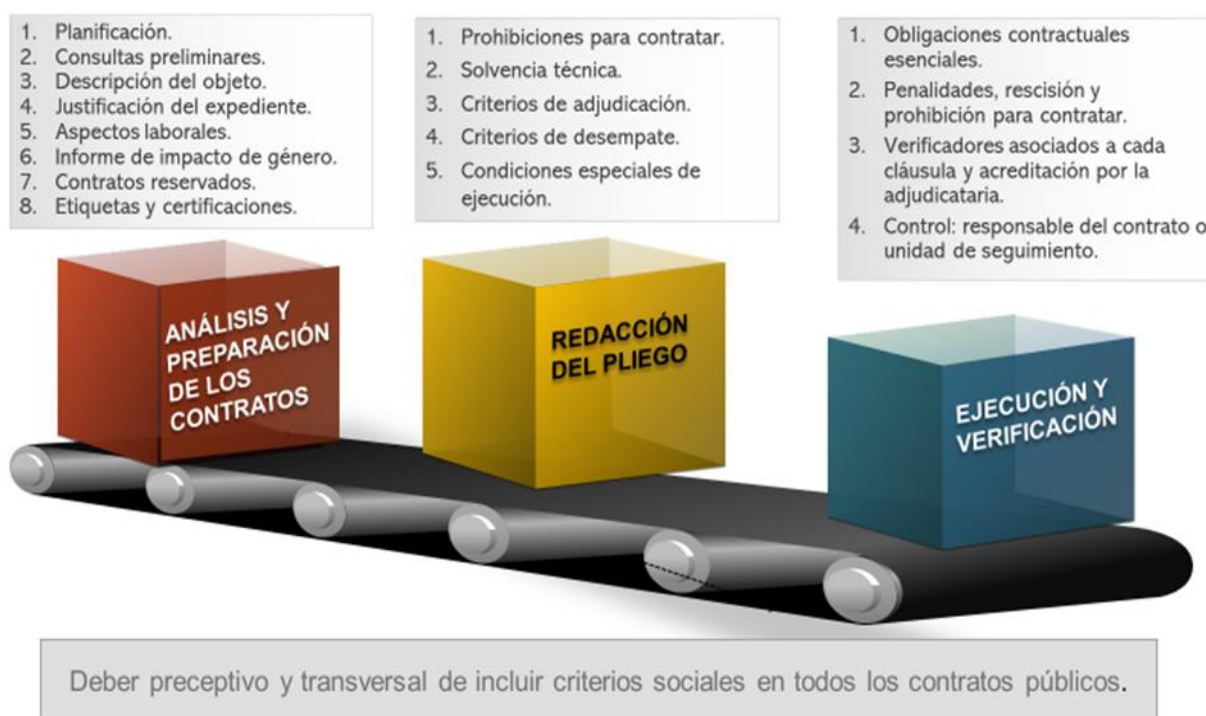 1. Planificación.
2. Consultas preliminares.
3. Descripción del objeto.
4. Justificación del expediente.
5. Aspectos laborales.
6. Informe de impacto de género.
7. Contratos reservados.
8. Etiquetas y certificaciones.
1. Prohibiciones para contratar.
2. Solvencia técnica.
3. Criterios de adjudicación.
4. Criterios de desempate.
5. Condiciones especiales de
ejecución.
1. Obligaciones contractuales
esenciales.
2. Penalidades, rescisión y
prohibición para contratar.
3. Verificadores asociados a cada
cláusula y acreditación por la
adjudicataria.
4. Control: responsable del contrato o
unidad de seguimiento.
ANÁLISIS Y
PREPARACIÓN
DE LOS
CONTRATOS
REDACCIÓN
DEL PLIEGO
EJECUCIÓN Y
VERIFICACIÓN
Deber preceptivo y transversal de incluir criterios sociales en todos los contratos públicos.